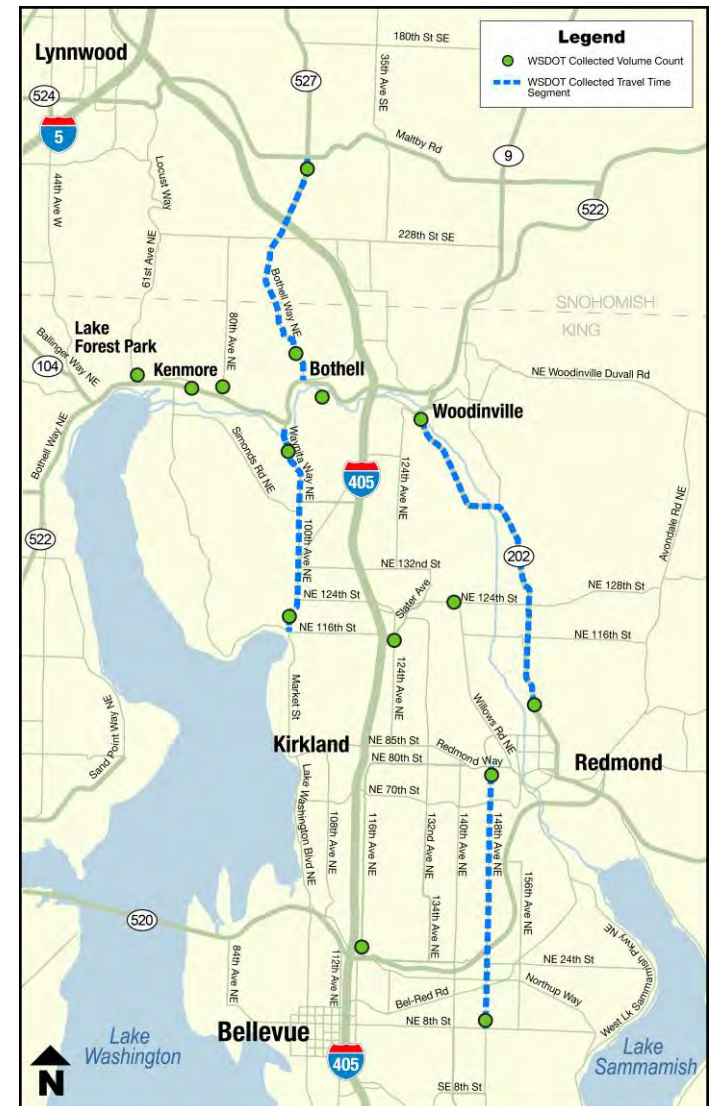 Legend
WSDOT Collected Volume Count
WSDOT Collected Travel Time
Segment
Lynnwood
180th St SE
527
35th Ave SE
524
5
Maltby Rd
9
44th Ave W
Locust Way
522
61st Ave NE
228th St SE
Bothell Way NE
SNOHOMISH
KING
Lake
Forest Park
80th Ave NE
Ballinger Way NE
104
Kenmore
Bothell
NE Woodinville Duvall Rd
Woodinville
Bothell Way NE
Simonds Rd NE
Waynita Way NE
405
124th Ave NE
Avondale Rd NE
522
100th Ave NE
202
NE 132nd St
NE 128th St
NE 124th St
Slater Ave
NE 124th St
NE 116th St
NE 116th St
124th Ave NE
Market St
Willows Rd NE
Sand Point Way NE
Kirkland
NE 85th St
Redmond Way
NE 80th St
Redmond
NE 70th St
Lake Washington Blvd NE
108th Ave NE
116th Ave NE
132nd Ave NE
140th Ave NE
148th Ave NE
156th Ave NE
134th Ave NE
520
84th Ave NE
112th Ave NE
NE 24th St
West Lk Sammamish Pkwy NE
Bel-Red Rd
Northup Way
NE 8th St
Bellevue
Lake
Washington
405
Lake
Sammamish
SE 8th St
N